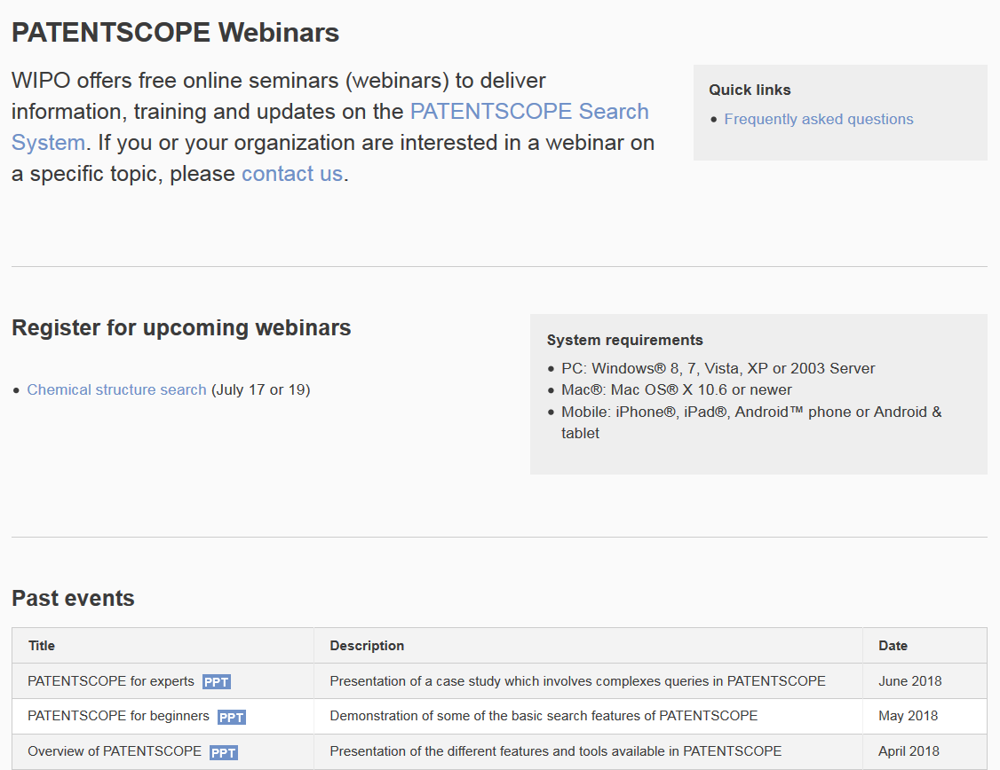 PATENTSCOPE Webinars
WIPO offers free online seminars (webinars) to deliver
information, training and updates on the PATENTSCOPE Search
System. If you or your organization are interested in a webinar on
a specific topic, please contact us.
Quick links
• Frequently asked questions
Register for upcoming webinars
• Chemical structure search (July 17 or 19)
System requirements
• PC: Windows® 8, 7, Vista, XP or 2003 Server
• Mac®: Mac OS® X 10.6 or newer
• Mobile: iPhone®, iPad®, Android™ phone or Android &
tablet
Past events
Title Description Date
PATENTSCOPE for experts PPT Presentation of a case study which involves complexes queries in PATENTSCOPE June 2018
PATENTSCOPE for beginners PPT Demonstration of some of the basic search features of PATENTSCOPE May 2018
Overview of PATENTSCOPE PPT Presentation of the different features and tools available in PATENTSCOPE April 2018